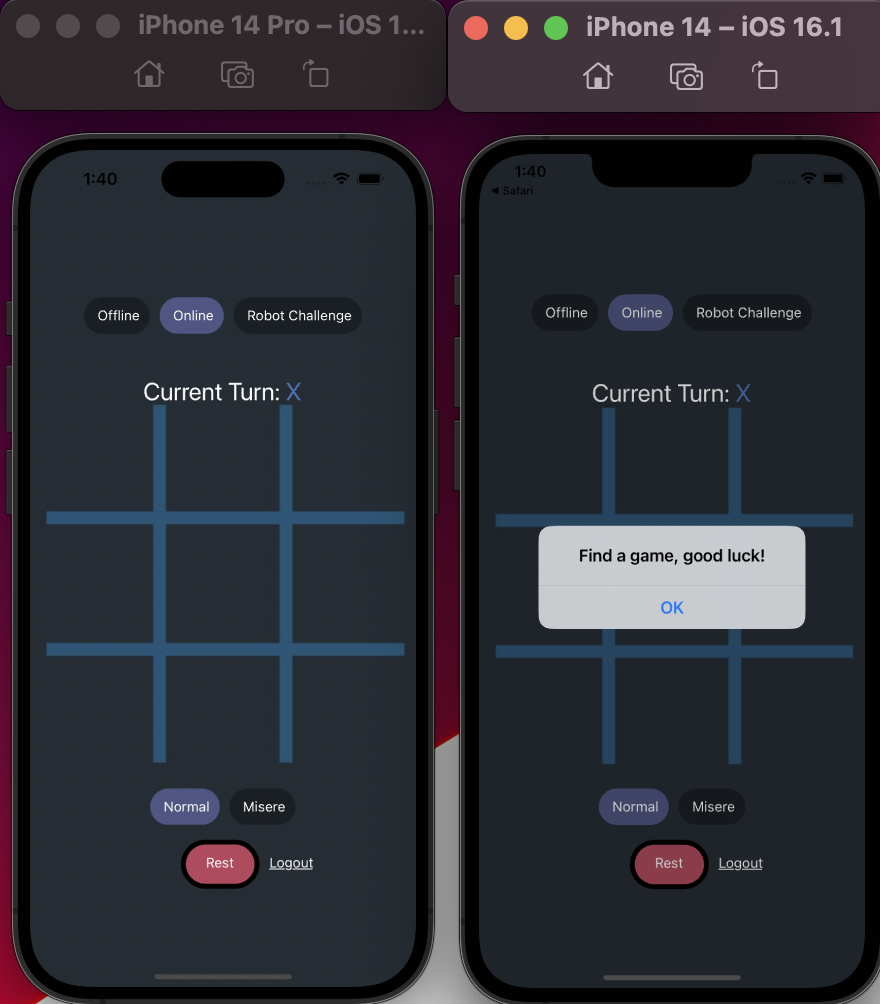 iPhone 14 Pro – iOS 1...
1:40
Offline
Online
Robot Challenge
Current Turn: X
Normal
Misere
Rest
Logout
iPhone 14 – iOS 16.1
1:40
◀ Safari
Offline
Online
Robot Challenge
Current Turn: X
Find a game, good luck!
OK
Normal
Misere
Rest
Logout